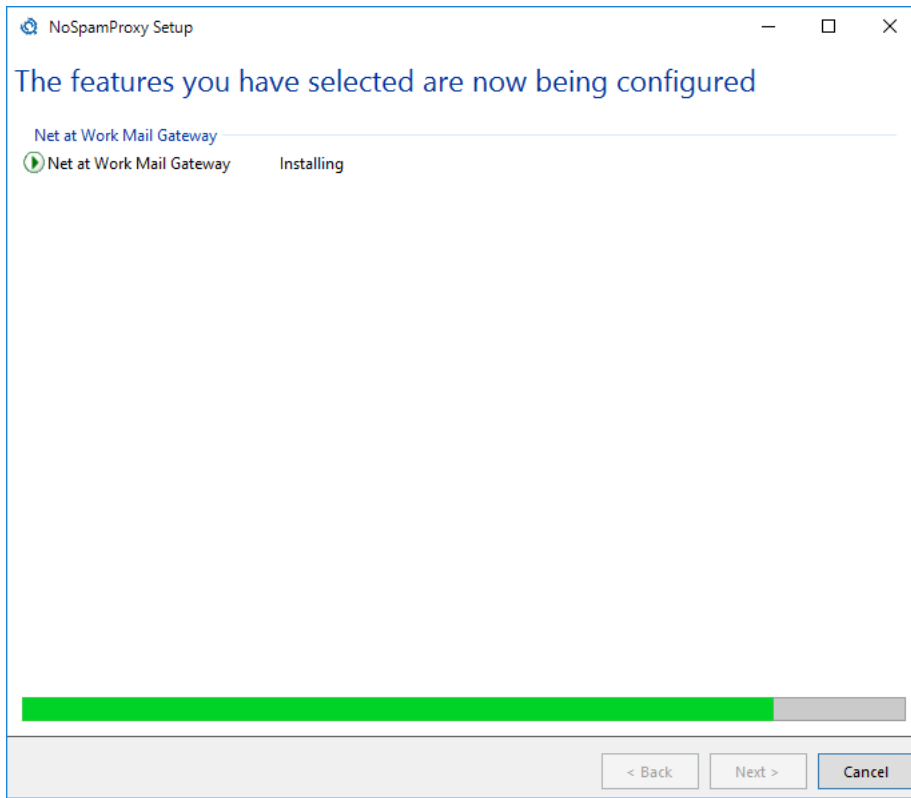 NoSpamProxy Setup
The features you have selected are now being configured
Net at Work Mail Gateway
Net at Work Mail Gateway Installing
< Back Next > Cancel